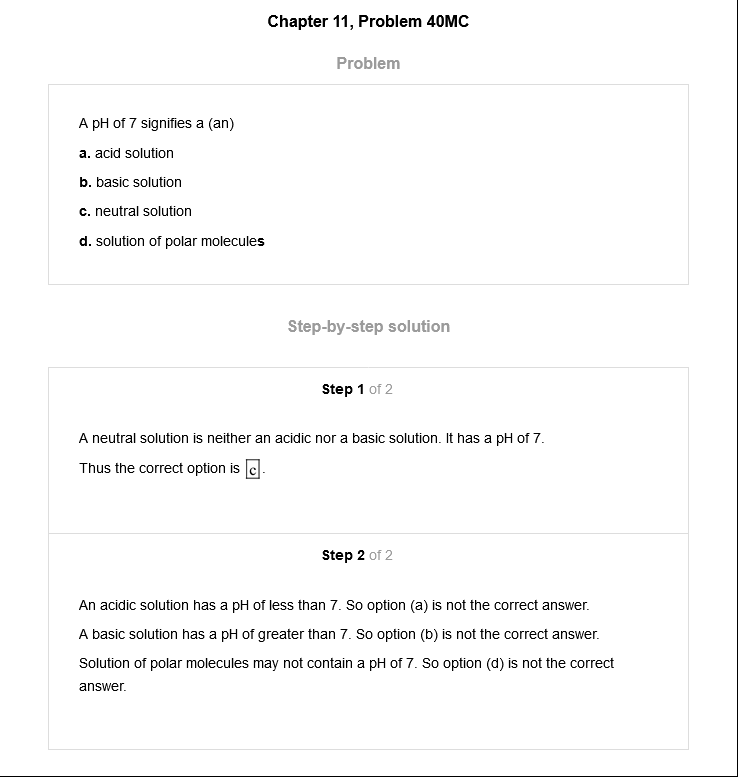 Chapter 11, Problem 40MC
Problem
A pH of 7 signifies a (an)
a. acid solution
b. basic solution
c. neutral solution
d. solution of polar molecules
Step-by-step solution
Step 1 of 2
A neutral solution is neither an acidic nor a basic solution. It has a pH of 7.
Thus the correct option is c.
Step 2 of 2
An acidic solution has a pH of less than 7. So option (a) is not the correct answer.
A basic solution has a pH of greater than 7. So option (b) is not the correct answer.
Solution of polar molecules may not contain a pH of 7. So option (d) is not the correct
answer.